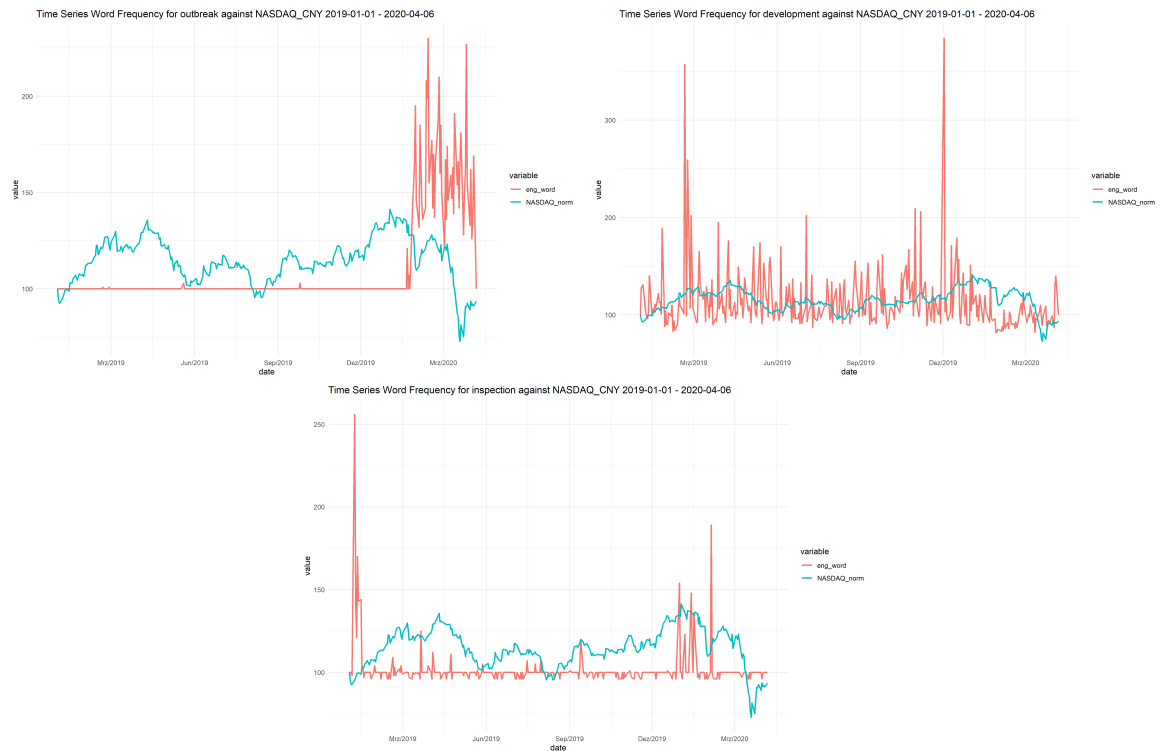 Time Series Word Frequency for outbreak against NASDAQ_CNY 2019-01-01 - 2020-04-06
200
150
100
value
Mrz/2019 Jun/2019 Sep/2019 Dez/2019 Mrz/2020
date
variable
eng_word
NASDAQ_norm
Time Series Word Frequency for development against NASDAQ_CNY 2019-01-01 - 2020-04-06
300
200
100
value
Mrz/2019 Jun/2019 Sep/2019 Dez/2019 Mrz/2020
date
variable
eng_word
NASDAQ_norm
Time Series Word Frequency for inspection against NASDAQ_CNY 2019-01-01 - 2020-04-06
250
200
150
100
value
Mrz/2019 Jun/2019 Sep/2019 Dez/2019 Mrz/2020
date
variable
eng_word
NASDAQ_norm